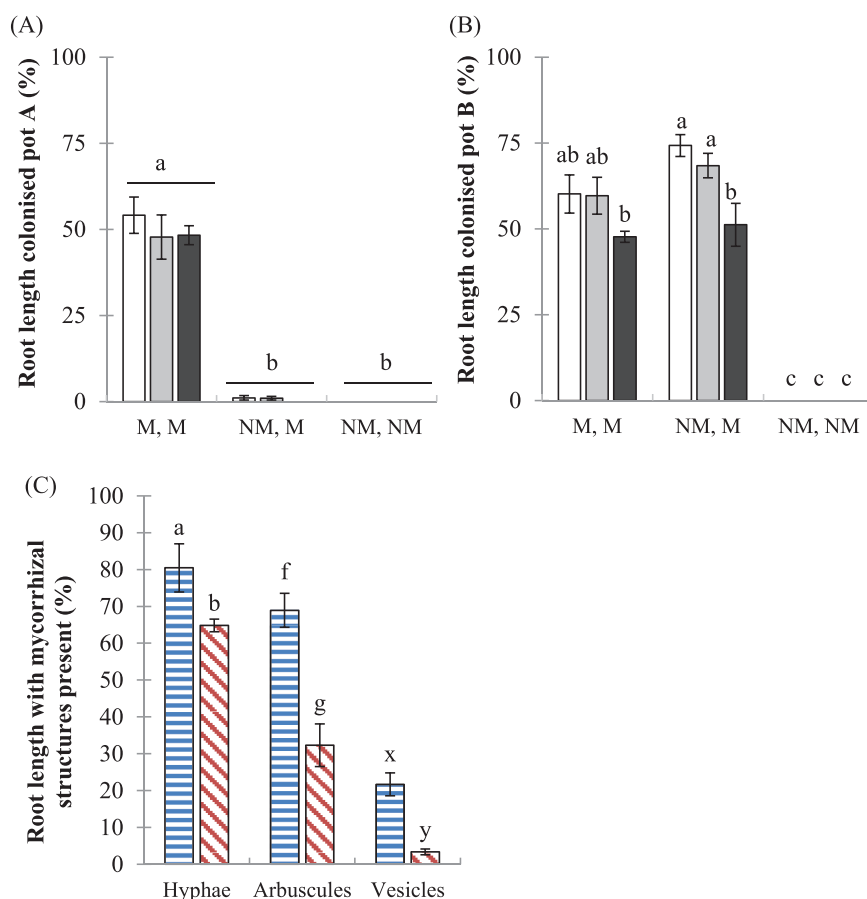 (A)
Root length colonised pot A (%)
100
75
50
25
0
a
b
b
M, M
NM, M
NM, NM
(B)
Root length colonised pot B (%)
100
75
50
25
0
ab
ab
b
a
a
b
c
c
c
M, M
NM, M
NM, NM
(C)
Root length with mycorrhizal
structures present (%)
100
90
80
70
60
50
40
30
20
10
0
a
b
f
g
x
y
Hyphae
Arbuscules
Vesicles